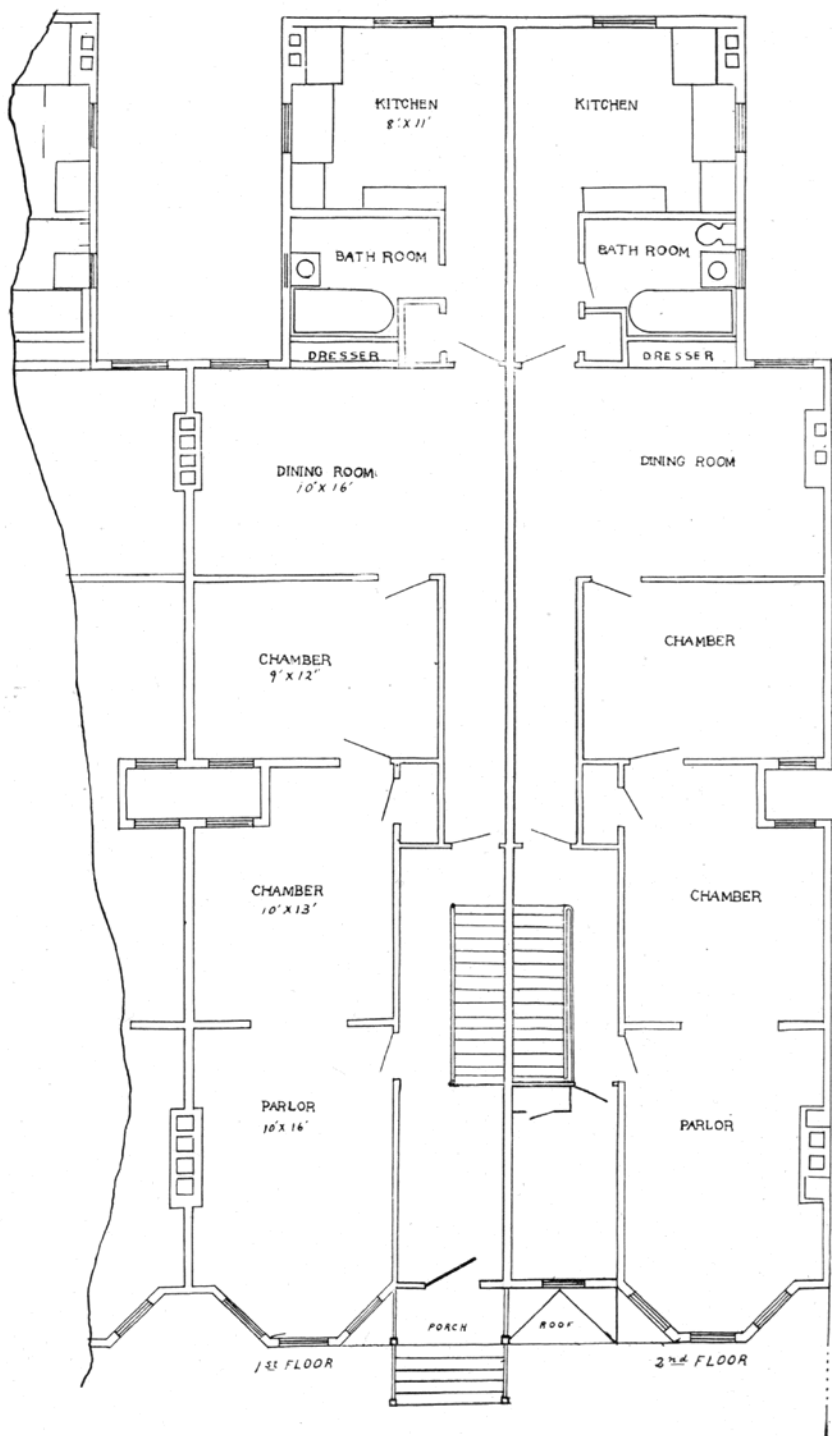 KITCHEN
8' X 11'
KITCHEN
BATH ROOM
BATH ROOM
DRESSER
DRESSER
DINING ROOM
10' X 16'
DINING ROOM
CHAMBER
9' X 12'
CHAMBER
CHAMBER
10' X 13'
CHAMBER
PARLOR
10' X 16'
PARLOR
PORCH
ROOF
1st FLOOR
2nd FLOOR